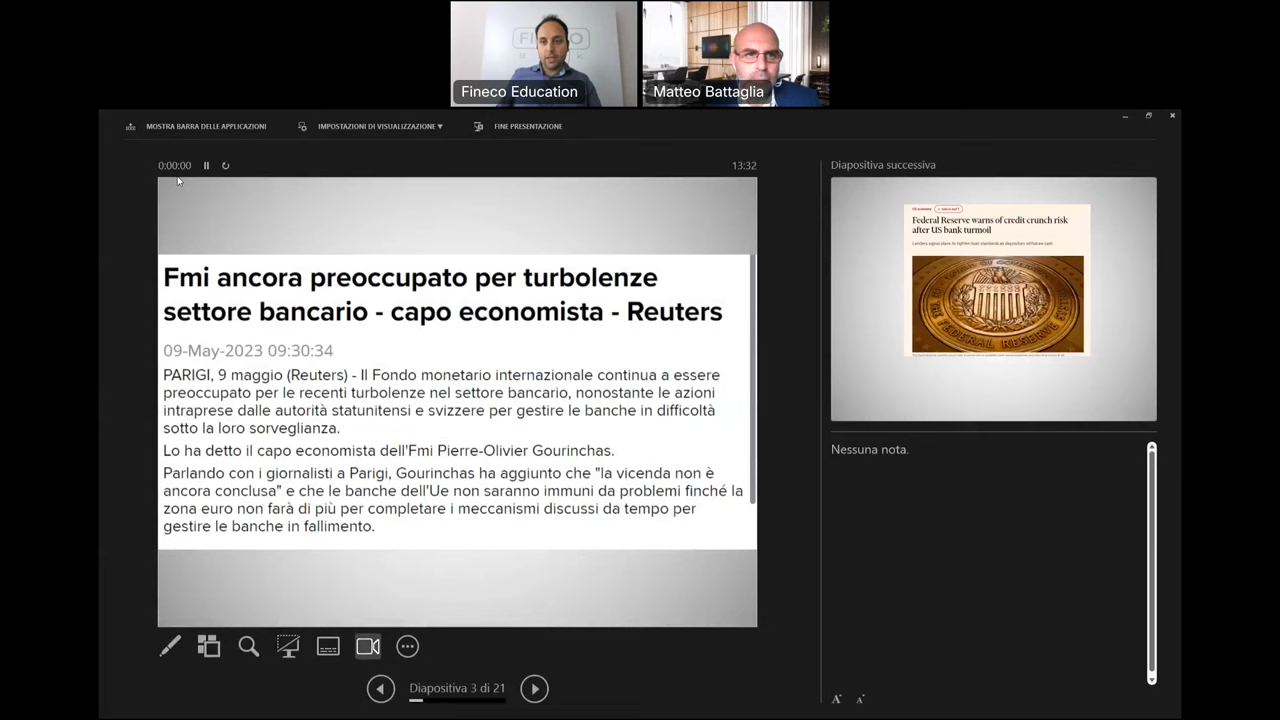 FINECO
Fineco Education
Matteo Battaglia
MOSTRA BARRA DELLE APPLICAZIONI
IMPOSTAZIONI DI VISUALIZZAZIONE ▾
FINE PRESENTAZIONE
0:00:00
13:32
Fmi ancora preoccupato per turbolenze
settore bancario - capo economista - Reuters
09-May-2023 09:30:34
PARIGI, 9 maggio (Reuters) - Il Fondo monetario internazionale continua a essere
preoccupato per le recenti turbolenze nel settore bancario, nonostante le azioni
intraprese dalle autorità statunitensi e svizzere per gestire le banche in difficoltà
sotto la loro sorveglianza.
Lo ha detto il capo economista dell'Fmi Pierre-Olivier Gourinchas.
Parlando con i giornalisti a Parigi, Gourinchas ha aggiunto che "la vicenda non è
ancora conclusa" e che le banche dell'Ue non saranno immuni da problemi finché la
zona euro non farà di più per completare i meccanismi discussi da tempo per
gestire le banche in fallimento.
Diapositiva 3 di 21
Diapositiva successiva
Federal Reserve warns of credit crunch risk
after US bank turmoil
THE FEDERAL RESERVE
Nessuna nota.
A A